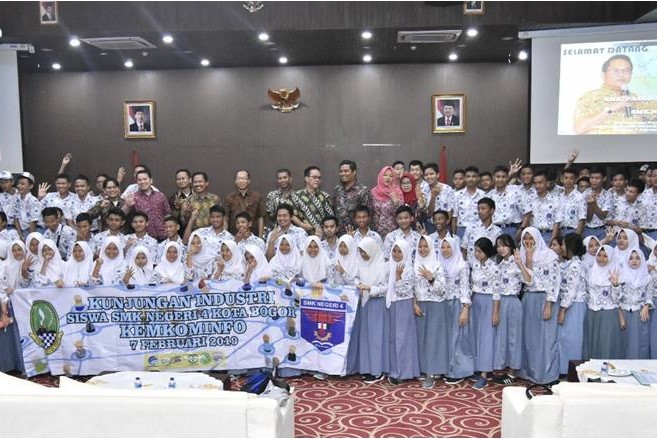 SELAMAT DATANG
KUNJUNGAN INDUSTRI
SISWA SMK NEGERI 4 KOTA BOGOR
KEMKOMINFO
7 FEBRUARI 2019
SMK NEGERI 4